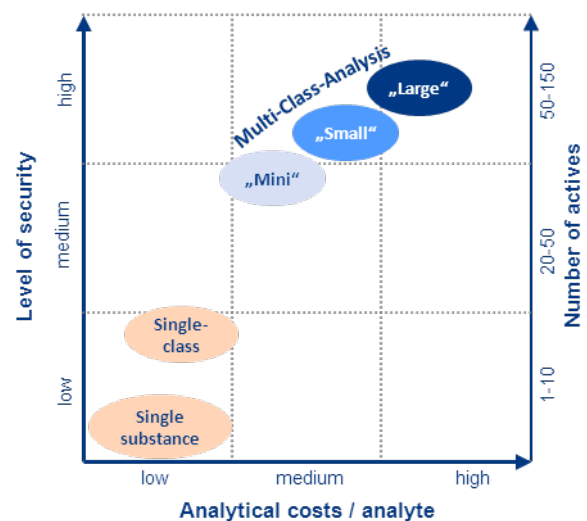 Level of security
high
medium
low
Multi-Class-Analysis
„Large“
„Small“
„Mini“
Single-
class
Single
substance
50-150
20-50
1-10
Number of actives
low
medium
high
Analytical costs / analyte